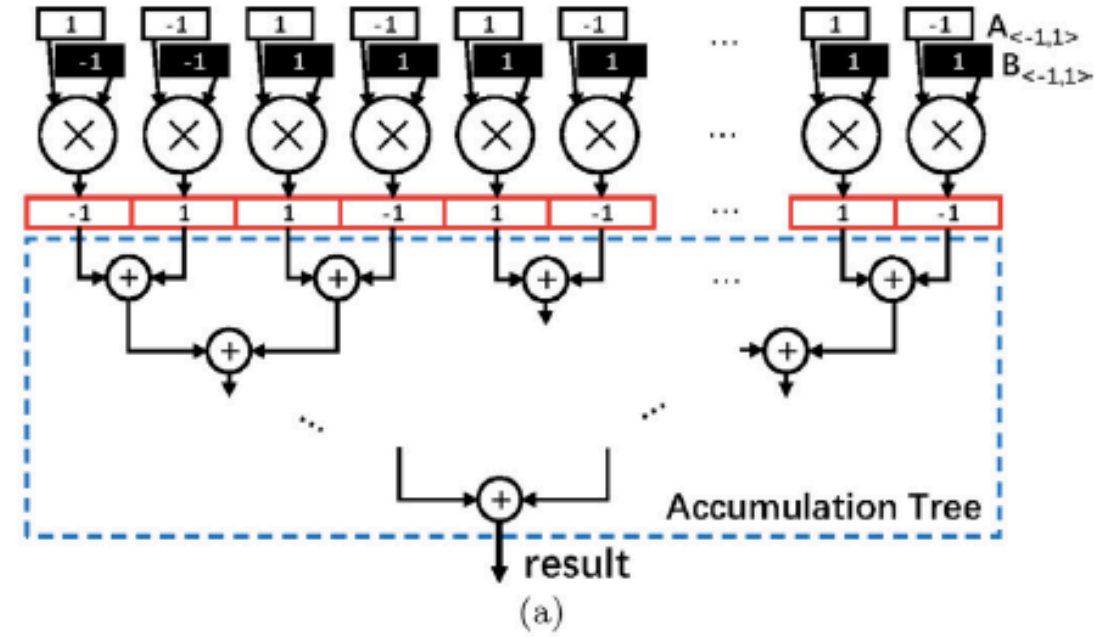 1 -1 1 -1 1 -1 ... 1 -1 A<-1,1>
-1 -1 1 1 1 1 1 1 B<-1,1>
× × × × × × ... × ×
-1 1 1 -1 1 -1 ... 1 -1
+ + + ... +
+ +
... ...
+
Accumulation Tree
result
(a)